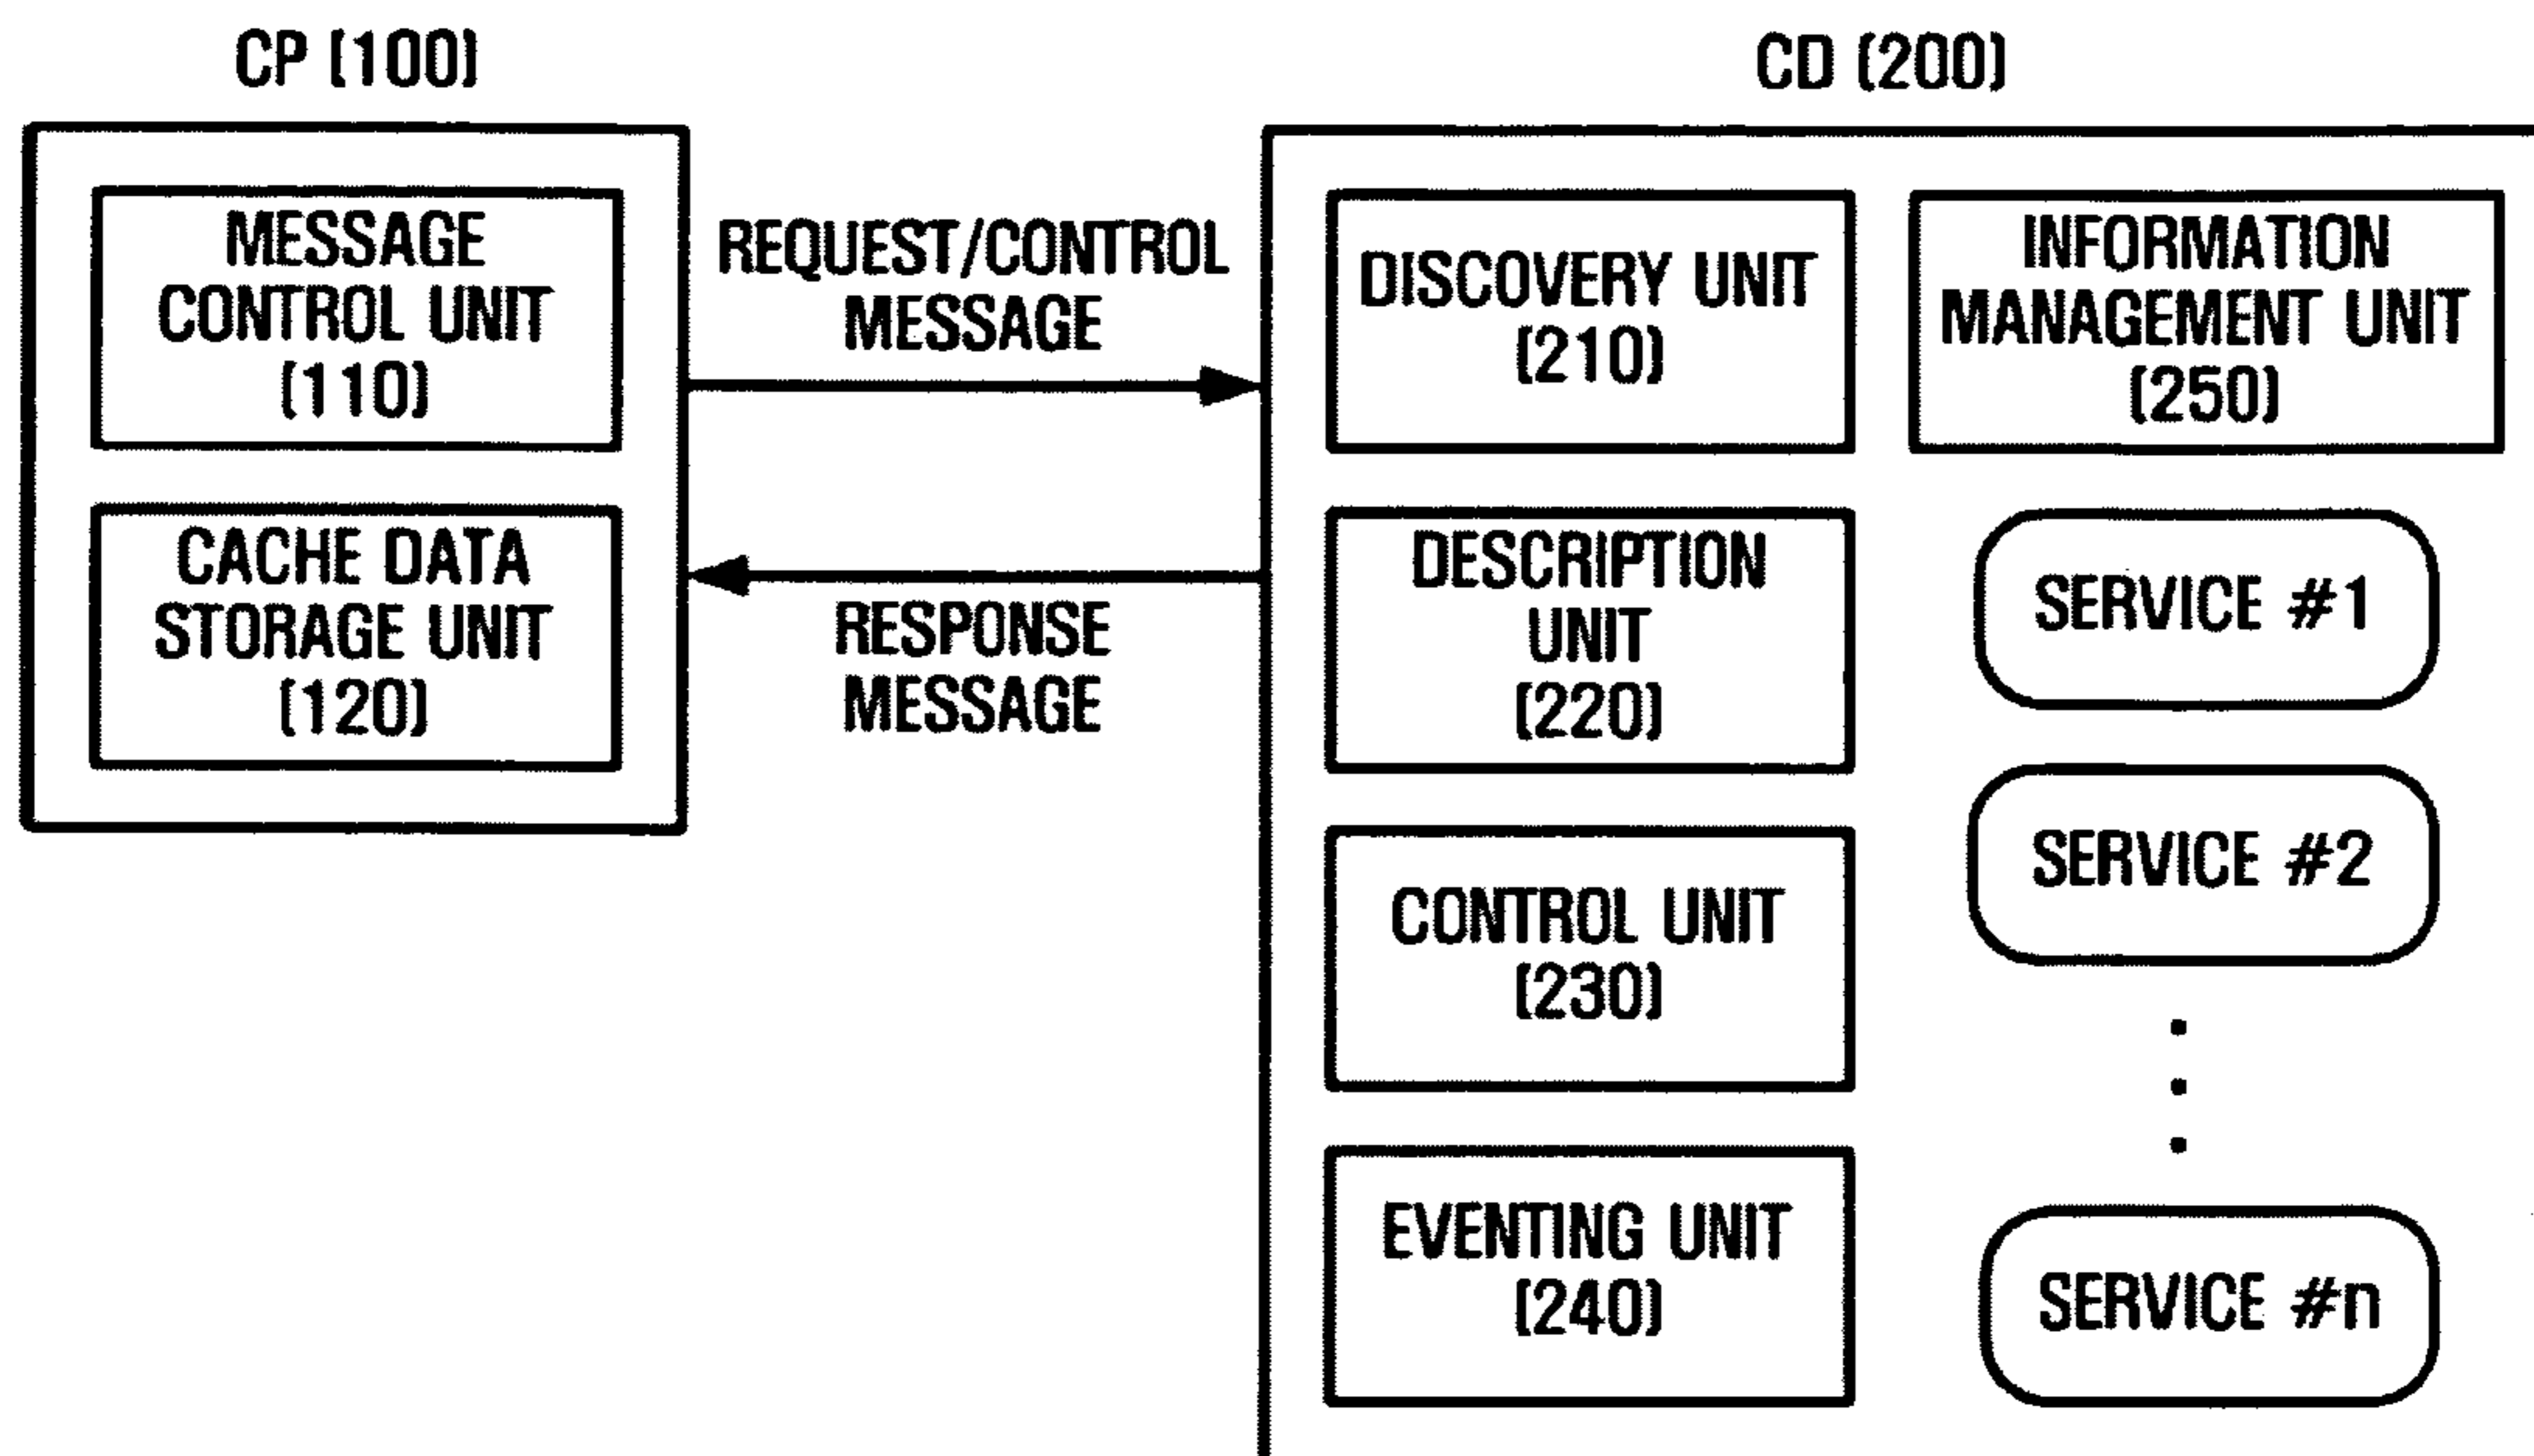 CP (100)
MESSAGE
CONTROL UNIT
(110)
CACHE DATA
STORAGE UNIT
(120)
REQUEST/CONTROL
MESSAGE
RESPONSE
MESSAGE
CD (200)
DISCOVERY UNIT
(210)
DESCRIPTION
UNIT
(220)
CONTROL UNIT
(230)
EVENTING UNIT
(240)
INFORMATION
MANAGEMENT UNIT
(250)
SERVICE #1
SERVICE #2
SERVICE #n